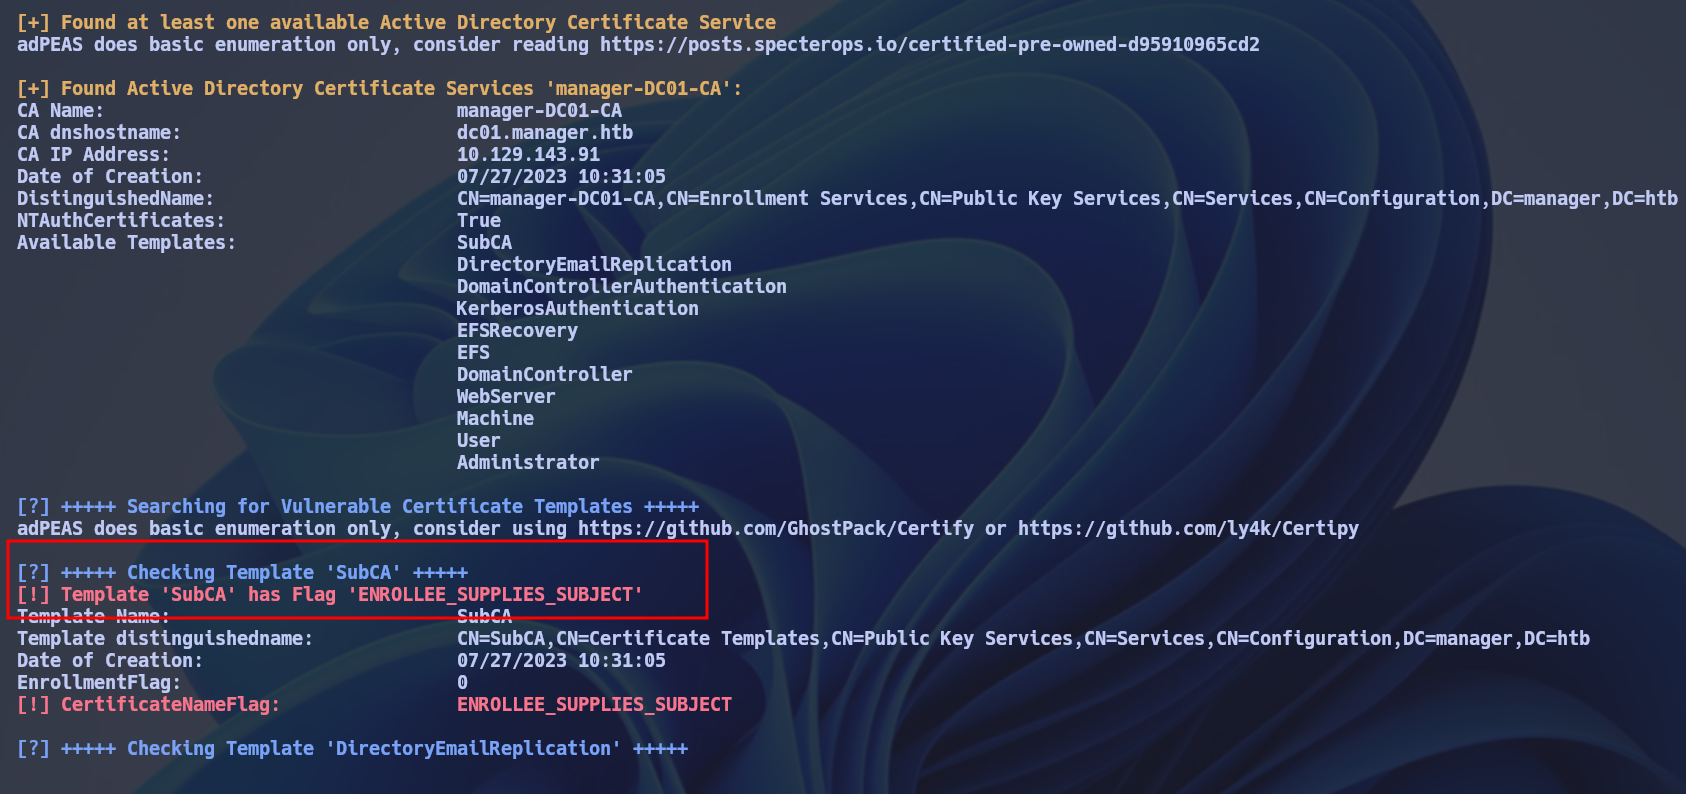 [+] Found at least one available Active Directory Certificate Service
adPEAS does basic enumeration only, consider reading https://posts.specterops.io/certified-pre-owned-d95910965cd2
[+] Found Active Directory Certificate Services 'manager-DC01-CA':
CA Name: manager-DC01-CA
CA dnshostname: dc01.manager.htb
CA IP Address: 10.129.143.91
Date of Creation: 07/27/2023 10:31:05
DistinguishedName: CN=manager-DC01-CA,CN=Enrollment Services,CN=Public Key Services,CN=Services,CN=Configuration,DC=manager,DC=htb
NTAuthCertificates: True
Available Templates: SubCA
DirectoryEmailReplication
DomainControllerAuthentication
KerberosAuthentication
EFSRecovery
EFS
DomainController
WebServer
Machine
User
Administrator
[?] +++++ Searching for Vulnerable Certificate Templates +++++
adPEAS does basic enumeration only, consider using https://github.com/GhostPack/Certify or https://github.com/ly4k/Certipy
[?] +++++ Checking Template 'SubCA' +++++
[!] Template 'SubCA' has Flag 'ENROLLEE_SUPPLIES_SUBJECT'
Template Name: SubCA
Template distinguishedname: CN=SubCA,CN=Certificate Templates,CN=Public Key Services,CN=Services,CN=Configuration,DC=manager,DC=htb
Date of Creation: 07/27/2023 10:31:05
EnrollmentFlag: 0
[!] CertificateNameFlag: ENROLLEE_SUPPLIES_SUBJECT
[?] +++++ Checking Template 'DirectoryEmailReplication' +++++